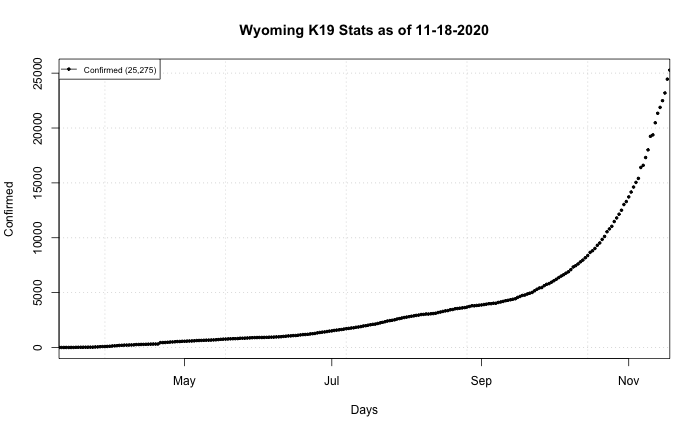 Wyoming K19 Stats as of 11-18-2020
Confirmed (25,275)
Confirmed
25000
20000
15000
10000
5000
0
May Jul Sep Nov
Days